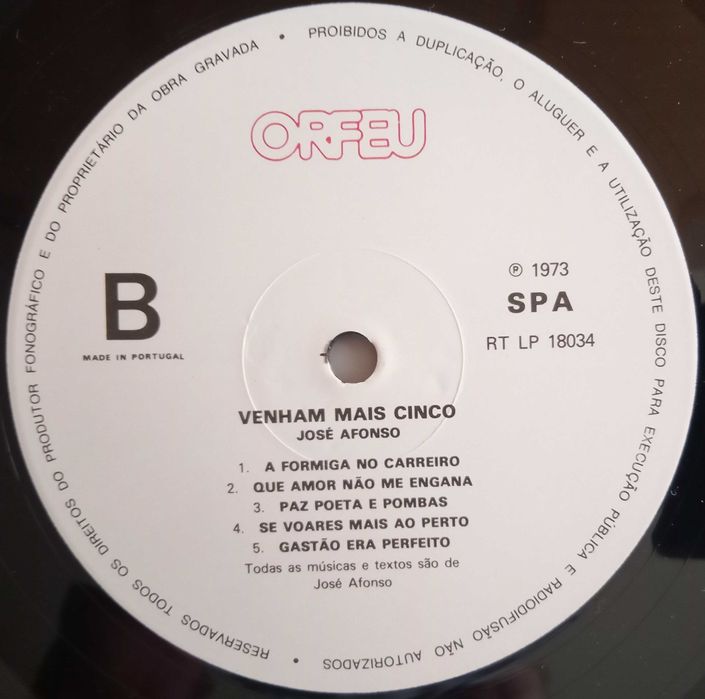 RESERVADOS TODOS OS DIREITOS DO PRODUTOR FONOGRÁFICO E DO PROPRIETÁRIO DA OBRA GRAVADA • PROIBIDOS A DUPLICAÇÃO, O ALUGUER E A UTILIZAÇÃO DESTE DISCO PARA EXECUÇÃO PÚBLICA E RADIODIFUSÃO NÃO AUTORIZADOS •
ORFEU
B
MADE IN PORTUGAL
℗ 1973
SPA
RT LP 18034
VENHAM MAIS CINCO
JOSÉ AFONSO
1. A FORMIGA NO CARREIRO
2. QUE AMOR NÃO ME ENGANA
3. PAZ POETA E POMBAS
4. SE VOARES MAIS AO PERTO
5. GASTÃO ERA PERFEITO
Todas as músicas e textos são de
José Afonso